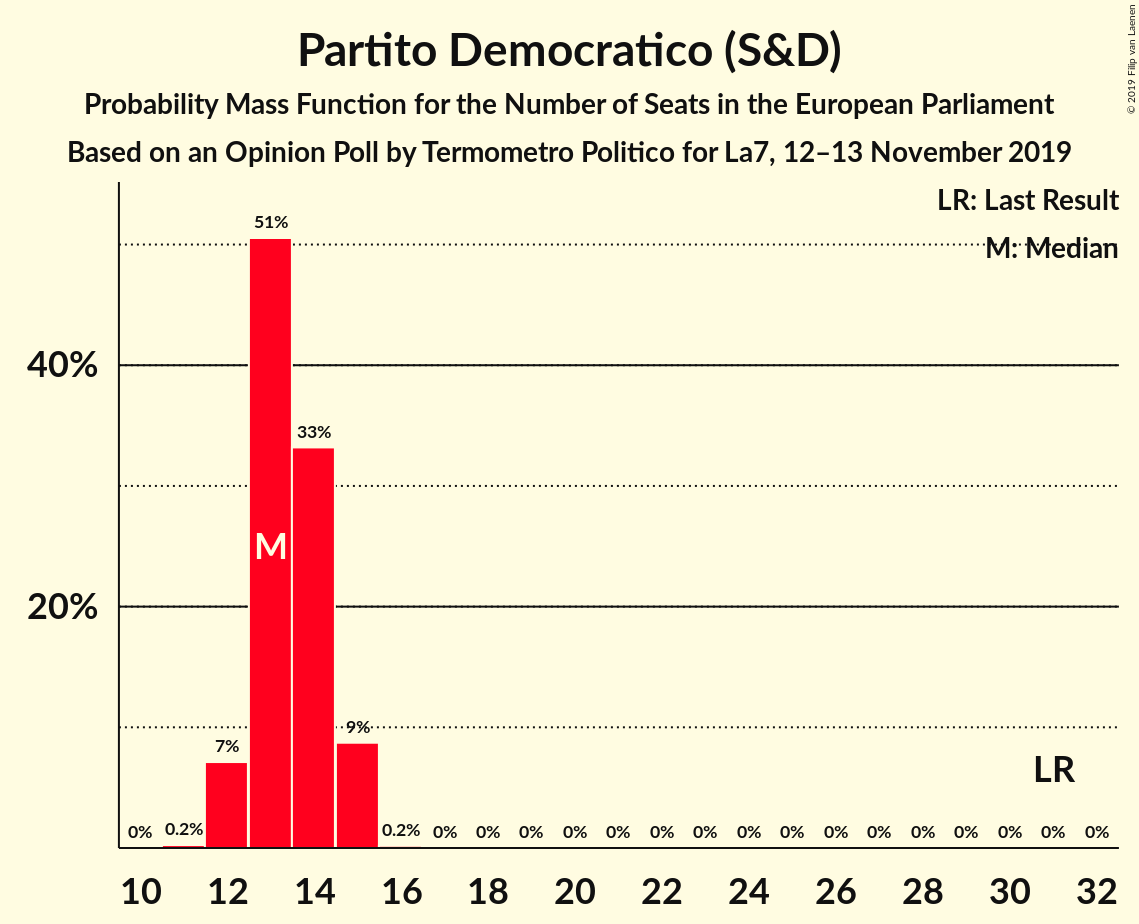 Partito Democratico (S&D)
Probability Mass Function for the Number of Seats in the European Parliament
Based on an Opinion Poll by Termometro Politico for La7, 12–13 November 2019
© 2019 Filip van Laenen
LR: Last Result
M: Median
40%
20%
0% 0.2% 7% 51% 33% 9% 0.2% 0% 0% 0% 0% 0% 0% 0% 0% 0% 0% 0% 0% 0% 0% 0% 0%
M
LR
10 12 14 16 18 20 22 24 26 28 30 32